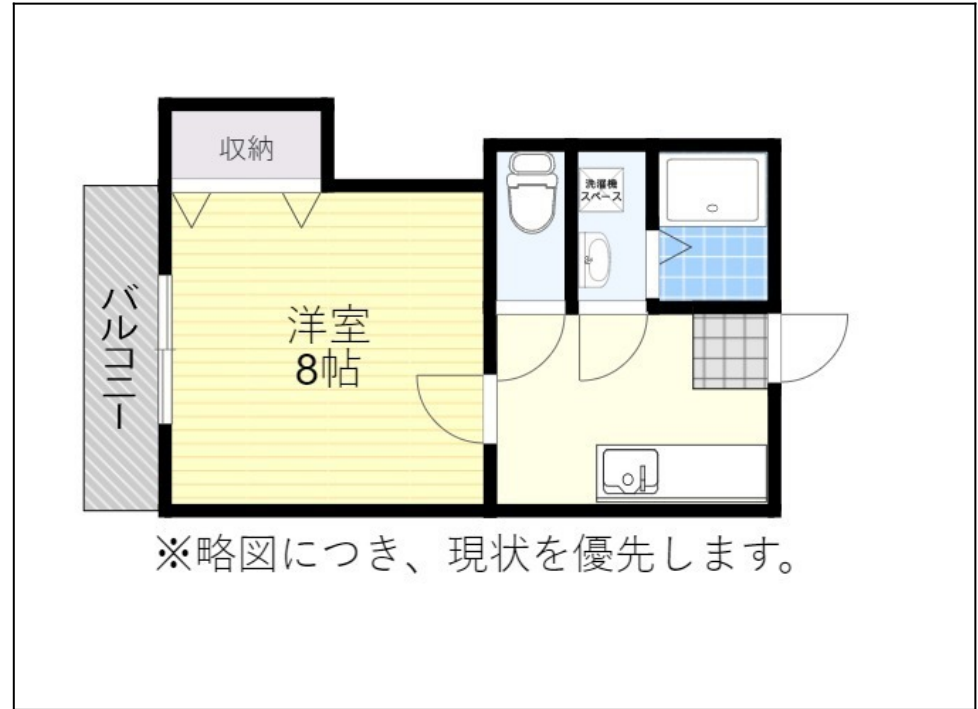 収納
洗濯機
スペース
バルコニー
洋室
8帖
※略図につき、現状を優先します。